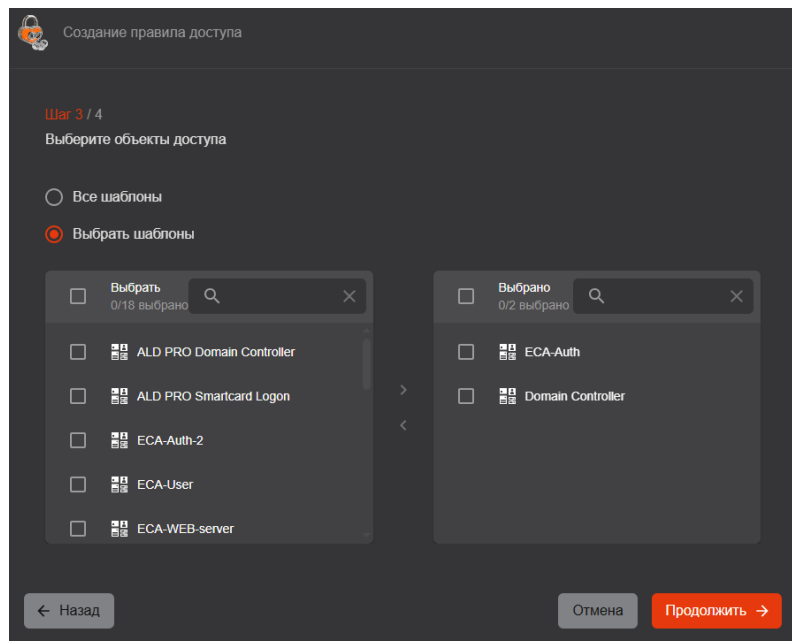 Создание правила доступа
Шаг 3 / 4
Выберите объекты доступа
Все шаблоны
Выбрать шаблоны
Выбрать
0/18 выбрано
ALD PRO Domain Controller
ALD PRO Smartcard Logon
ECA-Auth-2
ECA-User
ECA-WEB-server
Выбрано
0/2 выбрано
ECA-Auth
Domain Controller
Назад
Отмена
Продолжить